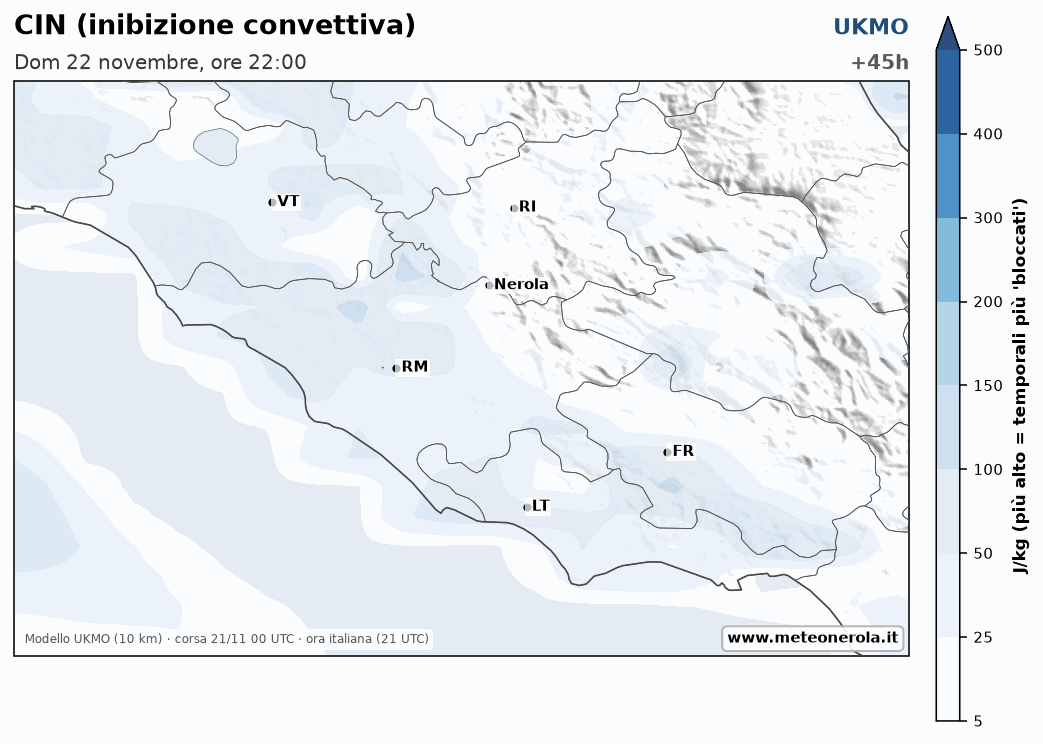 CIN (inibizione convettiva)
UKMO
Dom 22 novembre, ore 22:00
+45h
VT
RI
Nerola
RM
FR
LT
Modello UKMO (10 km) · corsa 21/11 00 UTC · ora italiana (21 UTC)
www.meteonerola.it
500
400
300
200
150
100
50
25
5
J/kg (più alto = temporali più 'bloccati')